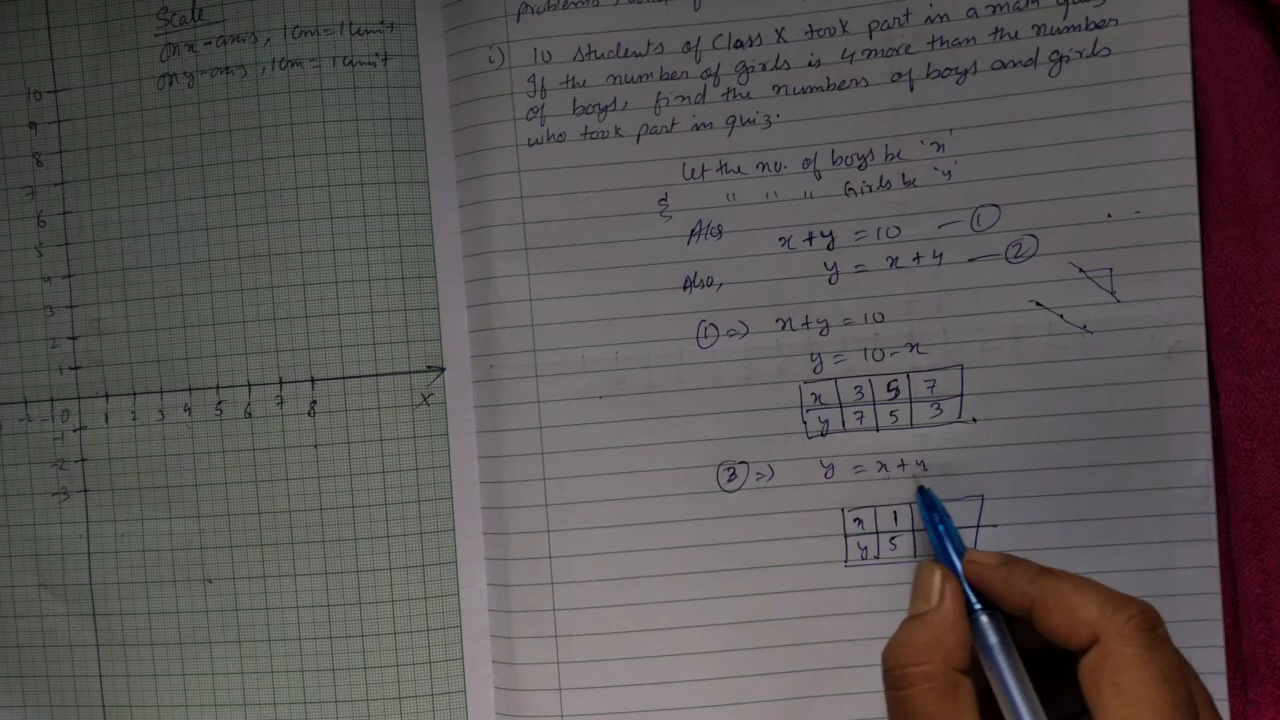 Scale
on x-axis, 1cm = 1 unit
on y-axis, 1cm = 1 unit
10
9
8
7
6
5
4
3
2
1
-2 -1 0 1 2 3 4 5 6 7 8 X
-1
-2
-3
problems
i) 10 students of Class X took part in a math
If the number of girls is 4 more than the number
of boys, find the numbers of boys and girls
who took part in quiz.
Let the no. of boys be 'x'
& " " " Girls be 'y'
x + y = 10 — ①
Also, y = x + 4 — ②
① => x + y = 10
y = 10 - x
x 3 5 7
y 7 5 3
=> y = x + 4
x 1
y 5